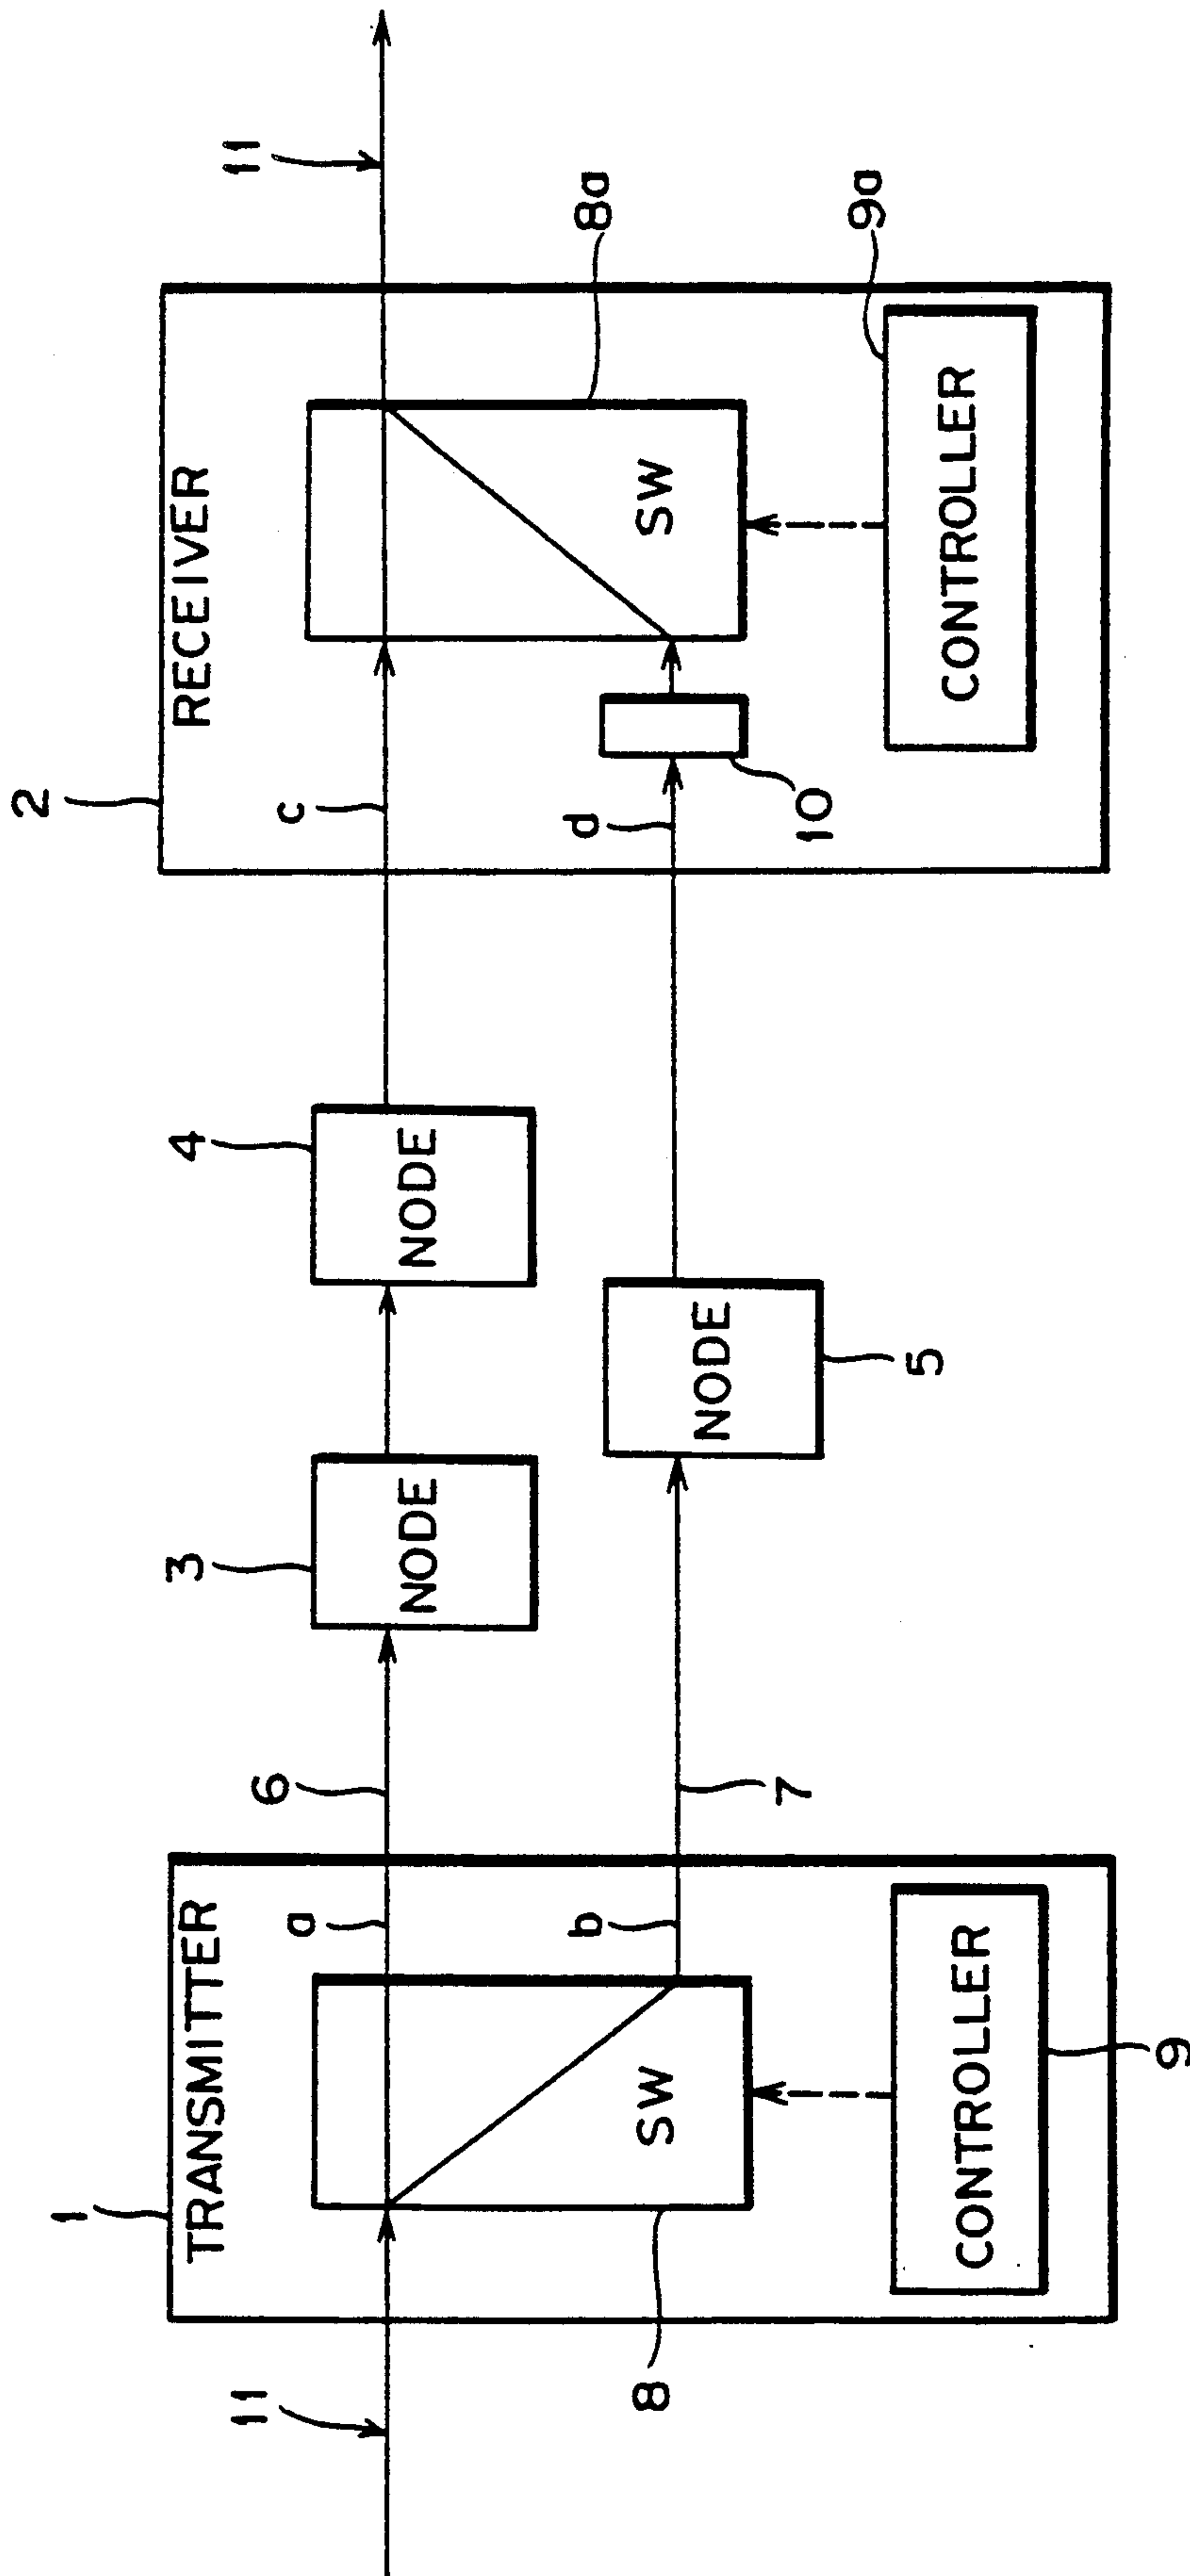 11
1
TRANSMITTER
8
SW
CONTROLLER
9
a
b
6
7
3
NODE
4
NODE
NODE
5
2
RECEIVER
c
d
10
SW
8a
CONTROLLER
9a
11